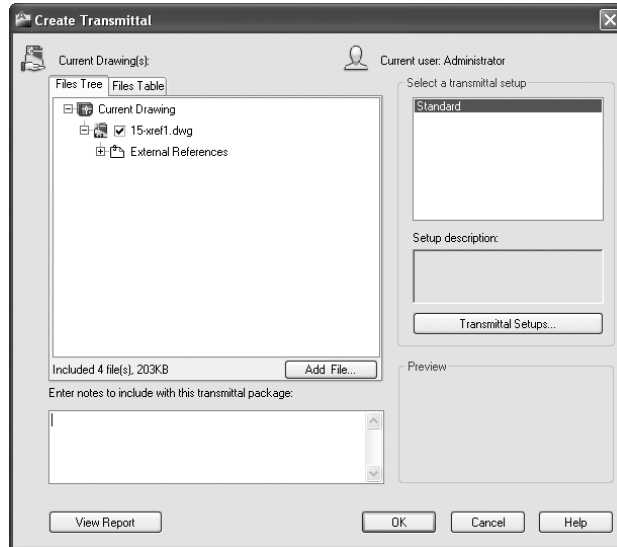 Create Transmittal
Current Drawing(s):
Current user: Administrator
Files Tree
Files Table
Current Drawing
15-xref1.dwg
External References
Included 4 file(s), 203KB
Add File...
Enter notes to include with this transmittal package:
Select a transmittal setup
Standard
Setup description:
Transmittal Setups...
Preview
View Report
OK
Cancel
Help